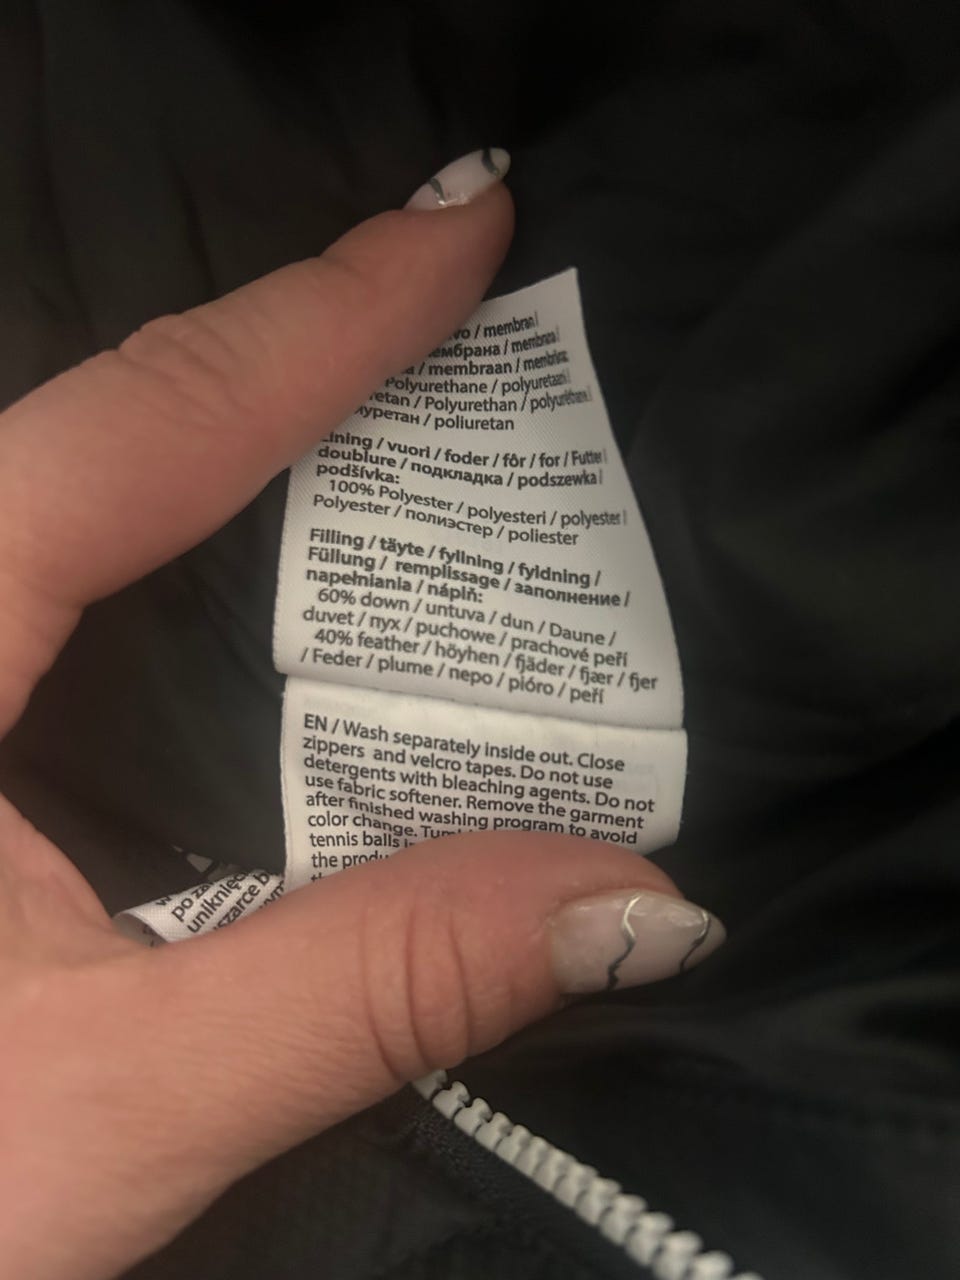 / membran
/ membrana /
/ membraan /
Polyurethane /
/ Polyurethan /
/ poliuretan
Lining / vuori / foder / fôr / for / Futter /
doublure / подкладка / podszewka /
podšívka:
100% Polyester / polyesteri / polyester /
Polyester / полиэстер / poliester
Filling / täyte / fyllning / fyldning /
Füllung / remplissage / заполнение /
napełniania / náplň:
60% down / untuva / dun / Daune /
duvet / пух / puchowe / prachové peří
40% feather / höyhen / fjäder / fjær / fjer
/ Feder / plume / перо / pióro / peří
EN / Wash separately inside out. Close
zippers and velcro tapes. Do not use
detergents with bleaching agents. Do not
use fabric softener. Remove the garment
after finished washing program to avoid
color change.
tennis balls
the
po